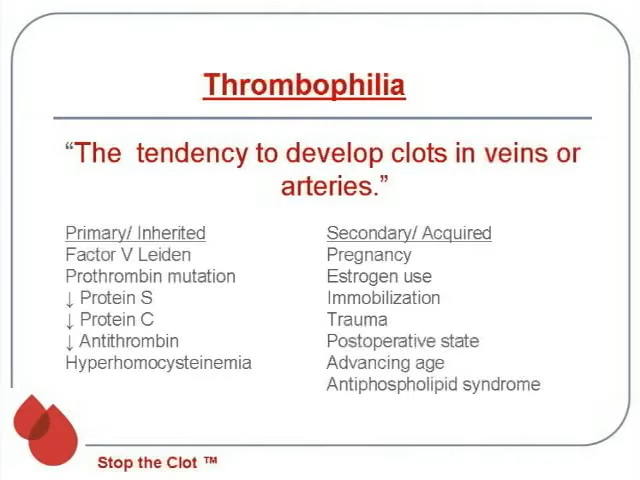 Thrombophilia
“The tendency to develop clots in veins or
arteries.”
Primary/ Inherited
Factor V Leiden
Prothrombin mutation
↓ Protein S
↓ Protein C
↓ Antithrombin
Hyperhomocysteinemia
Secondary/ Acquired
Pregnancy
Estrogen use
Immobilization
Trauma
Postoperative state
Advancing age
Antiphospholipid syndrome
Stop the Clot ™